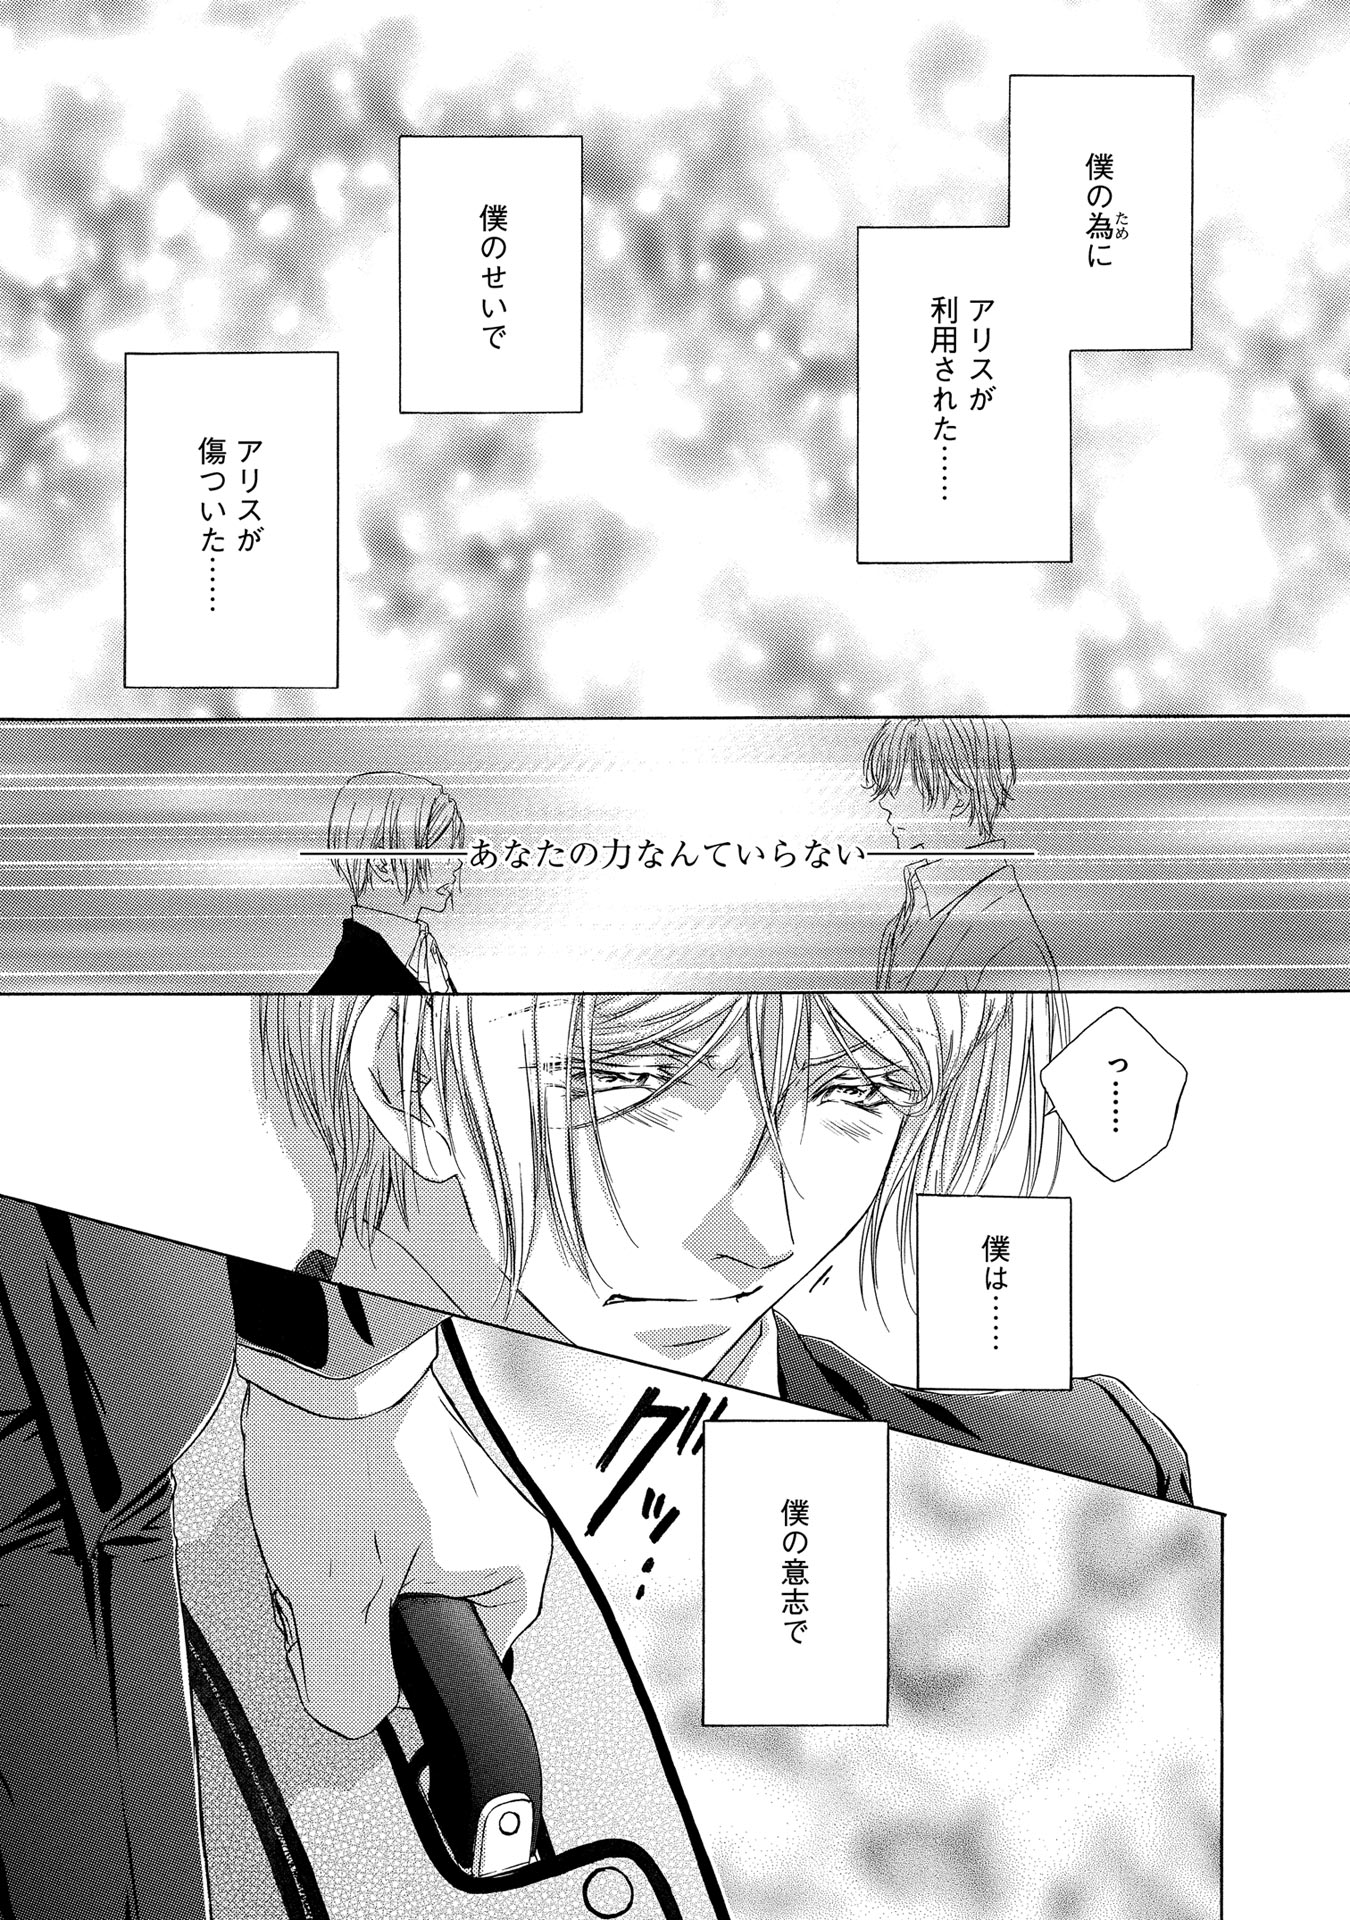 僕の為に
ため
アリスが
利用された……
僕のせいで
アリスが
傷ついた……
――あなたの力なんていらない――
っ……
僕は……
グッ…
僕の意志で